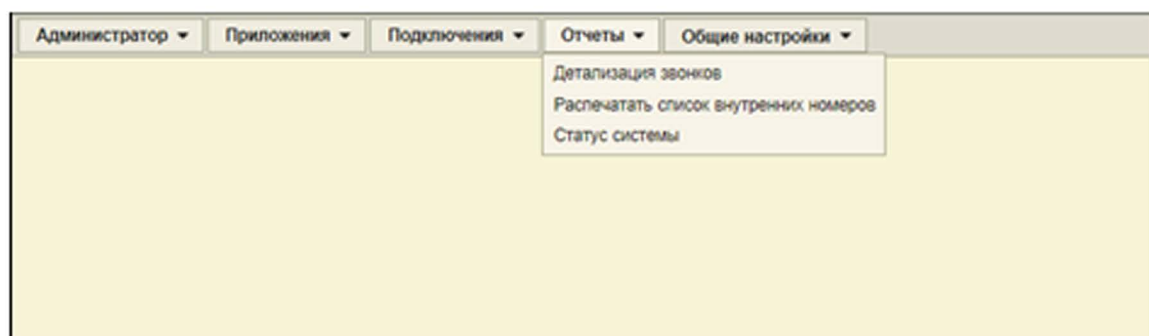 Администратор Приложения Подключения Отчеты Общие настройки
Детализация звонков
Распечатать список внутренних номеров
Статус системы